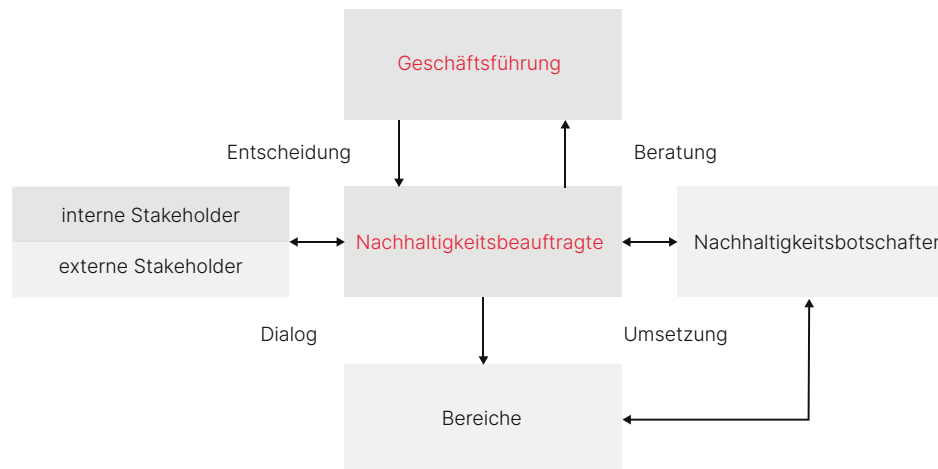 Geschäftsführung
Entscheidung
Beratung
interne Stakeholder
externe Stakeholder
Nachhaltigkeitsbeauftragte
Nachhaltigkeitsbotschafter
Dialog
Umsetzung
Bereiche